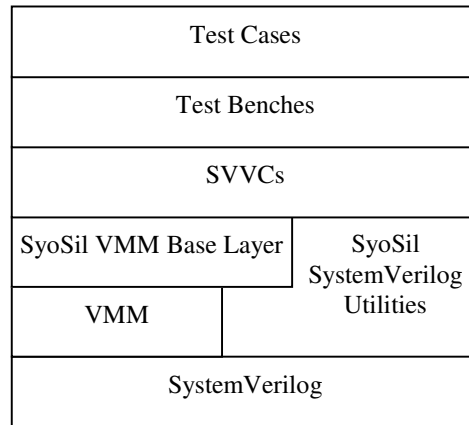 Test Cases
Test Benches
SVVCs
SyoSil VMM Base Layer
SyoSil
SystemVerilog
Utilities
VMM
SystemVerilog